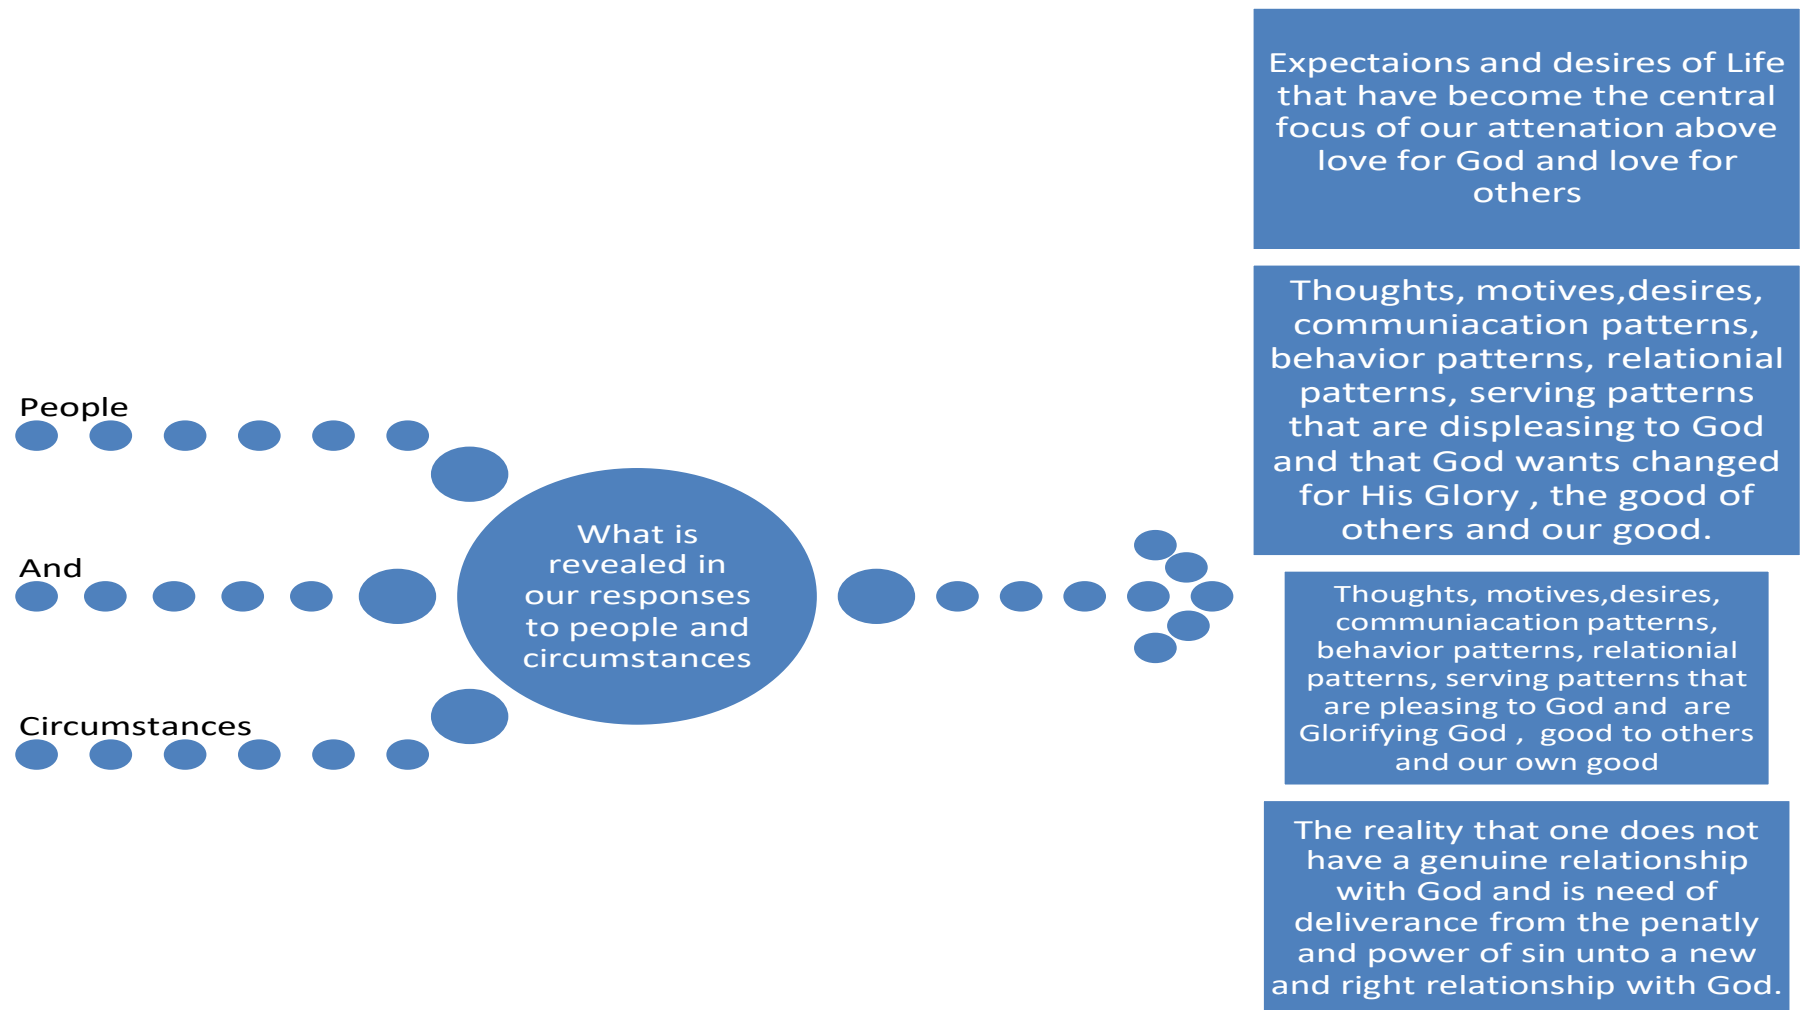 People
And
Circumstances
What is
revealed in
our responses
to people and
circumstances
Expectaions and desires of Life
that have become the central
focus of our attenation above
love for God and love for
others
Thoughts, motives,desires,
communiacation patterns,
behavior patterns, relationial
patterns, serving patterns
that are displeasing to God
and that God wants changed
for His Glory , the good of
others and our good.
Thoughts, motives,desires,
communiacation patterns,
behavior patterns, relationial
patterns, serving patterns that
are pleasing to God and  are
Glorifying God ,  good to others
and our own good
The reality that one does not
have a genuine relationship
with God and is need of
deliverance from the penatly
and power of sin unto a new
and right relationship with God.